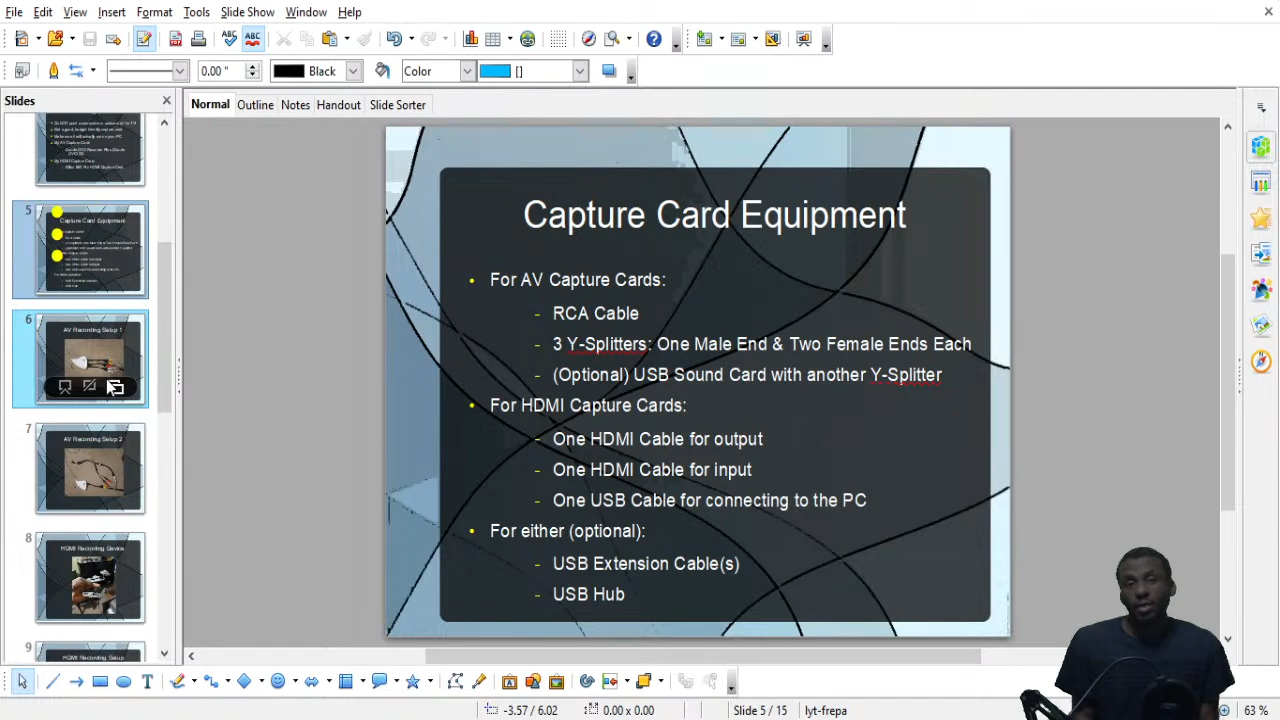 File Edit View Insert Format Tools Slide Show Window Help
0.00 " Black Color []
Slides
Normal Outline Notes Handout Slide Sorter
5
Capture Card Equipment
6
AV Recording Setup 1
7
AV Recording Setup 2
8
HDMI Recording Device
9
HDMI Recording Setup
Capture Card Equipment
For AV Capture Cards:
- RCA Cable
- 3 Y-Splitters: One Male End & Two Female Ends Each
- (Optional) USB Sound Card with another Y-Splitter
For HDMI Capture Cards:
- One HDMI Cable for output
- One HDMI Cable for input
- One USB Cable for connecting to the PC
For either (optional):
- USB Extension Cable(s)
- USB Hub
-3.57 / 6.02 0.00 x 0.00 Slide 5 / 15 lyt-frepa 63 %